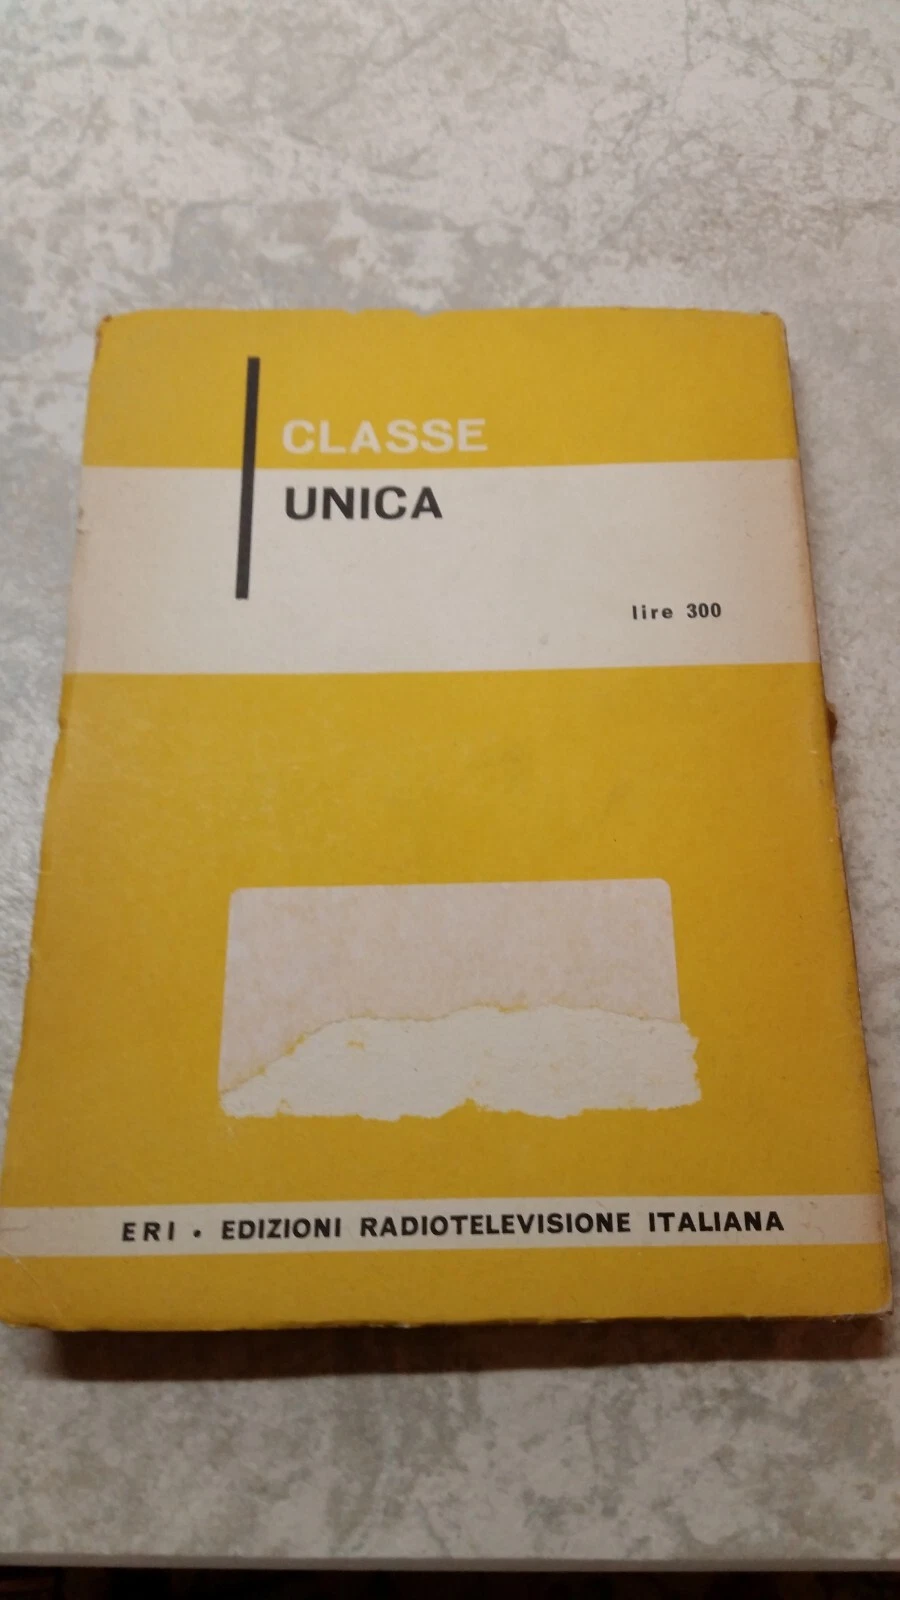 CLASSE
UNICA
lire 300
ERI • EDIZIONI RADIOTELEVISIONE ITALIANA